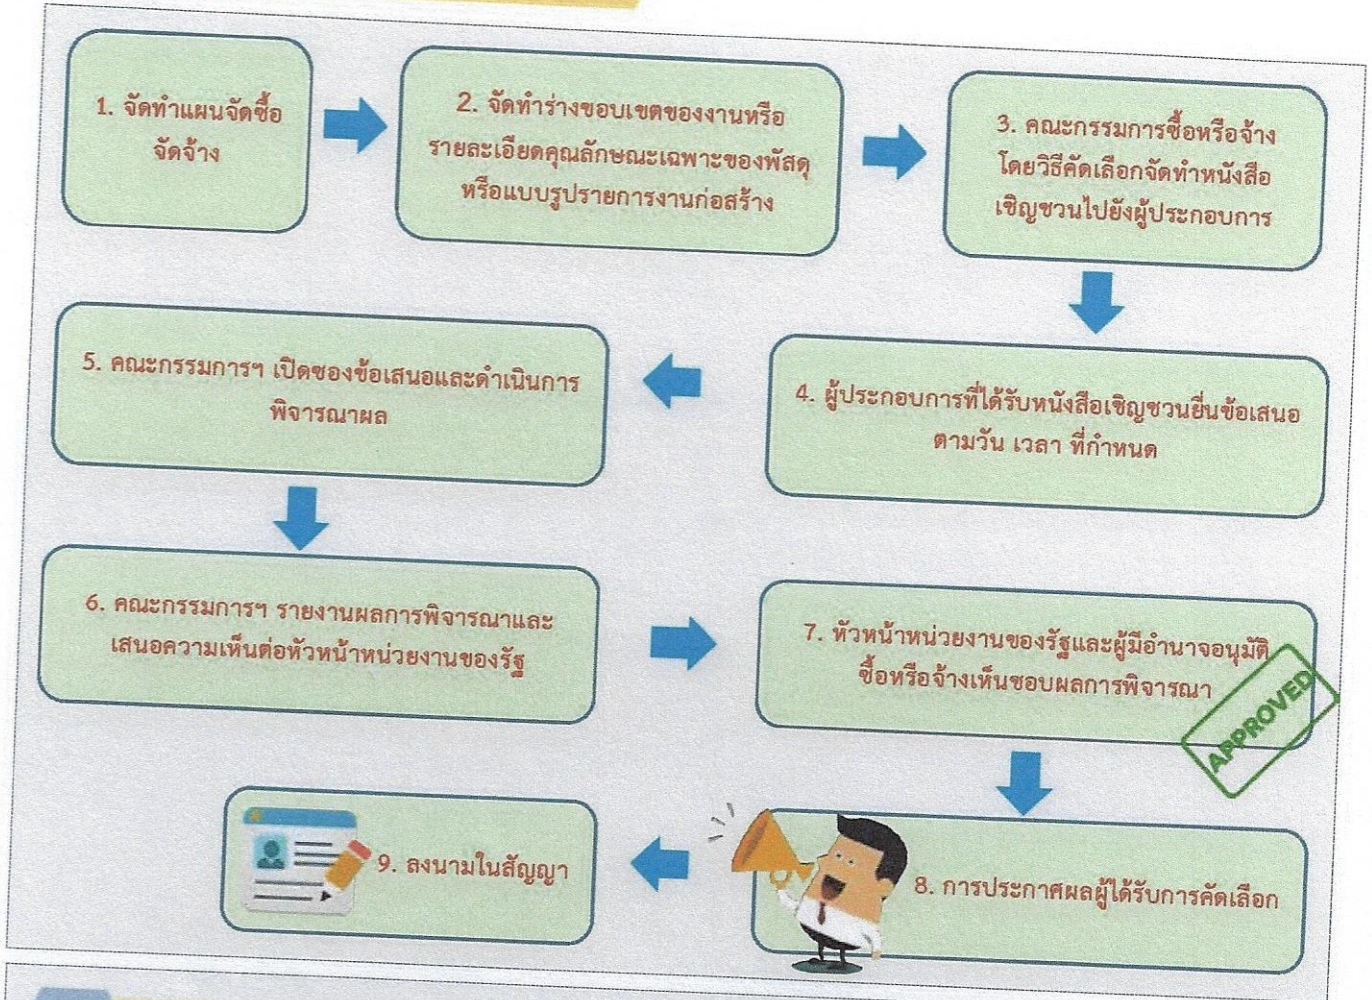 1. จัดทำแผนจัดซื้อ
จัดจ้าง
2. จัดทำร่างขอบเขตของงานหรือ
รายละเอียดคุณลักษณะเฉพาะของพัสดุ
หรือแบบรูปรายการงานก่อสร้าง
3. คณะกรรมการซื้อหรือจ้าง
โดยวิธีคัดเลือกจัดทำหนังสือ
เชิญชวนไปยังผู้ประกอบการ
4. ผู้ประกอบการที่ได้รับหนังสือเชิญชวนยื่นข้อเสนอ
ตามวัน เวลา ที่กำหนด
5. คณะกรรมการฯ เปิดซองข้อเสนอและดำเนินการ
พิจารณาผล
6. คณะกรรมการฯ รายงานผลการพิจารณาและ
เสนอความเห็นต่อหัวหน้าหน่วยงานของรัฐ
7. หัวหน้าหน่วยงานของรัฐและผู้มีอำนาจอนุมัติ
ซื้อหรือจ้างเห็นชอบผลการพิจารณา
APPROVED
8. การประกาศผลผู้ได้รับการคัดเลือก
9. ลงนามในสัญญา